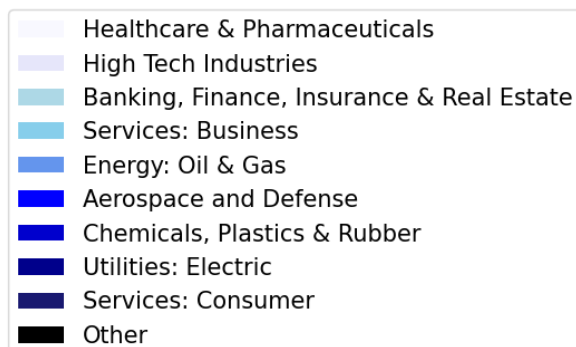 Healthcare & Pharmaceuticals
High Tech Industries
Banking, Finance, Insurance & Real Estate
Services: Business
Energy: Oil & Gas
Aerospace and Defense
Chemicals, Plastics & Rubber
Utilities: Electric
Services: Consumer
Other